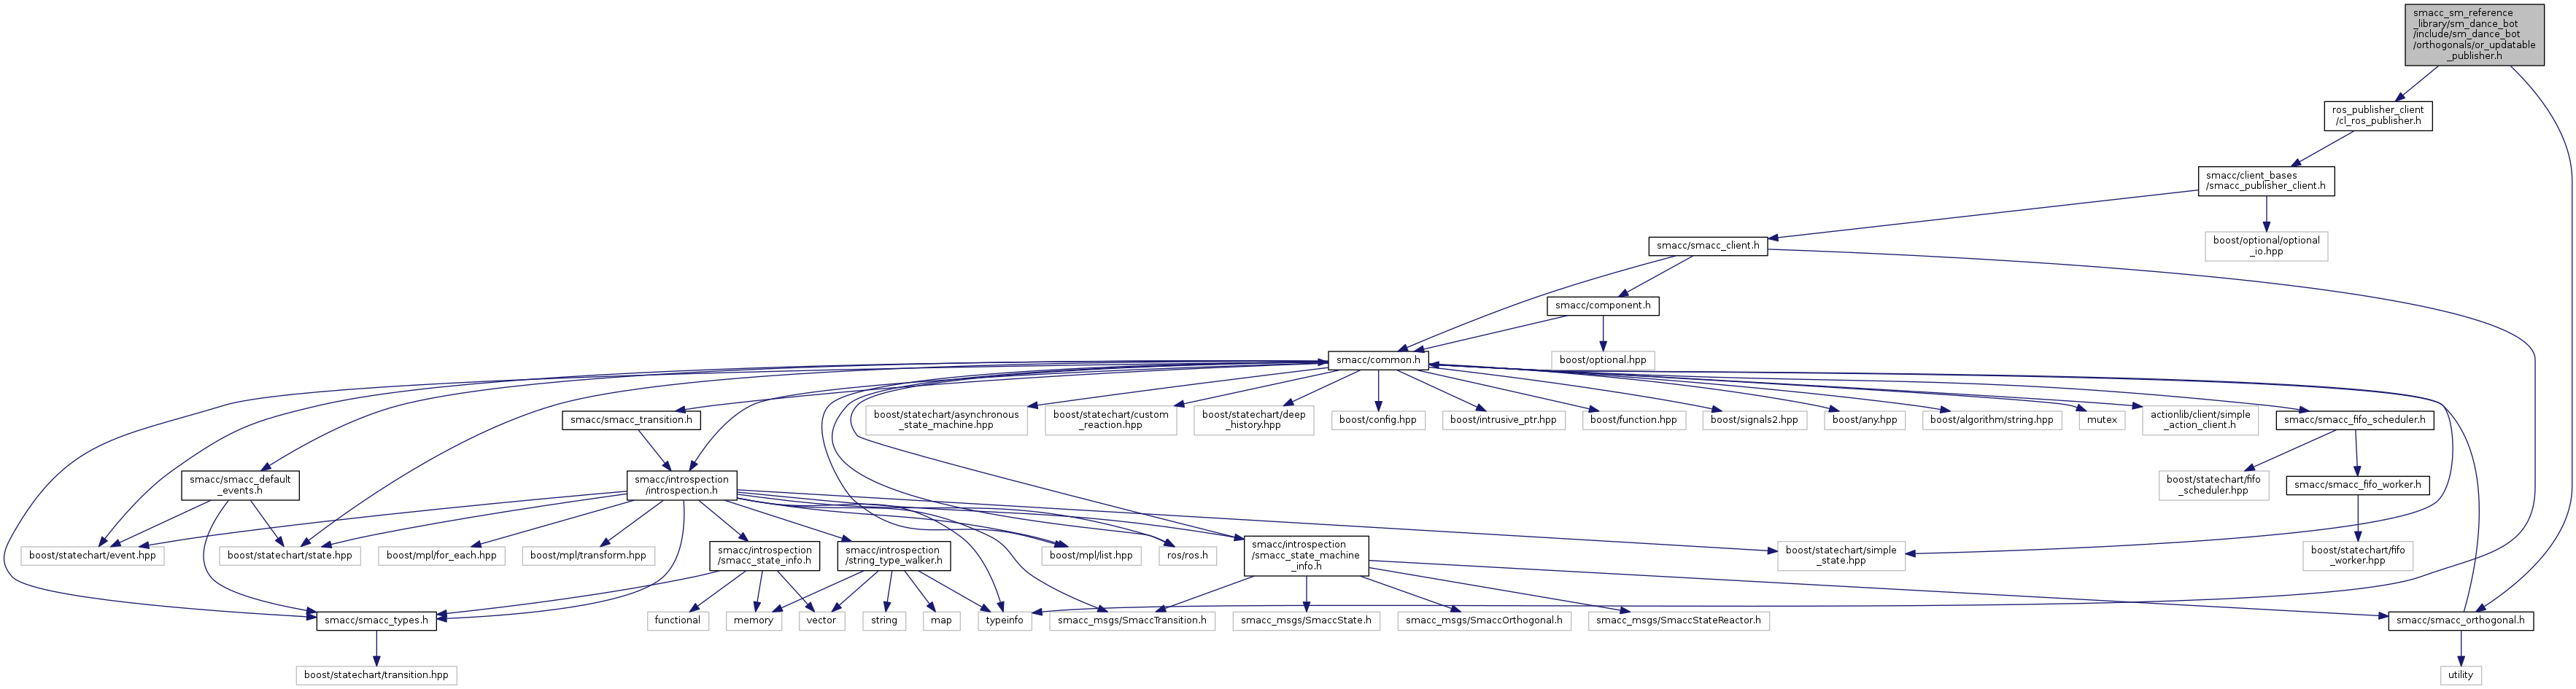 smacc_sm_reference
_library/sm_dance_bot
/include/sm_dance_bot
/orthogonals/or_updatable
_publisher.h
ros_publisher_client
/cl_ros_publisher.h
smacc/client_bases
/smacc_publisher_client.h
smacc/smacc_client.h
boost/optional/optional
_io.hpp
smacc/component.h
smacc/common.h
boost/optional.hpp
smacc/smacc_transition.h
boost/statechart/asynchronous
_state_machine.hpp
boost/statechart/custom
_reaction.hpp
boost/statechart/deep
_history.hpp
boost/config.hpp
boost/intrusive_ptr.hpp
boost/function.hpp
boost/signals2.hpp
boost/any.hpp
boost/algorithm/string.hpp
mutex
actionlib/client/simple
_action_client.h
smacc/smacc_fifo_scheduler.h
smacc/smacc_default
_events.h
smacc/introspection
/introspection.h
boost/statechart/fifo
_scheduler.hpp
smacc/smacc_fifo_worker.h
boost/statechart/event.hpp
boost/statechart/state.hpp
boost/mpl/for_each.hpp
boost/mpl/transform.hpp
smacc/introspection
/smacc_state_info.h
smacc/introspection
/string_type_walker.h
boost/mpl/list.hpp
ros/ros.h
smacc/introspection
/smacc_state_machine
_info.h
boost/statechart/simple
_state.hpp
boost/statechart/fifo
_worker.hpp
smacc/smacc_types.h
functional
memory
vector
string
map
typeinfo
smacc_msgs/SmaccTransition.h
smacc_msgs/SmaccState.h
smacc_msgs/SmaccOrthogonal.h
smacc_msgs/SmaccStateReactor.h
smacc/smacc_orthogonal.h
boost/statechart/transition.hpp
utility